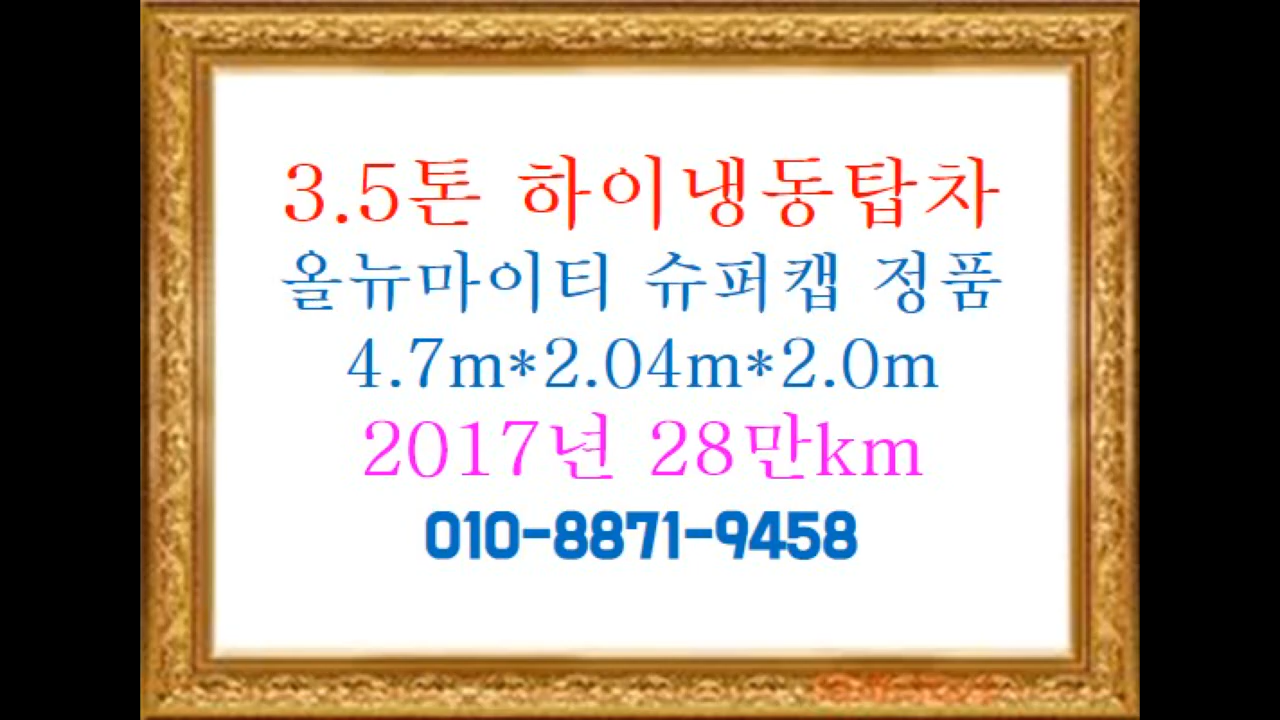 3.5톤 하이냉동탑차
올뉴마이티 슈퍼캡 정품
4.7m*2.04m*2.0m
2017년 28만km
010-8871-9458